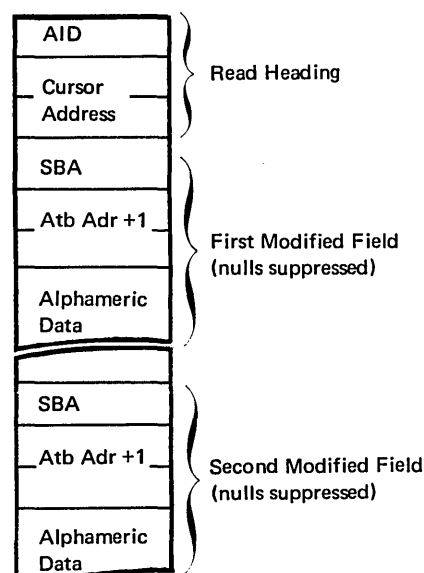 AID
Read Heading
Cursor
Address
SBA
Atb Adr +1
First Modified Field
(nulls suppressed)
Alphameric
Data
SBA
Atb Adr +1
Second Modified Field
(nulls suppressed)
Alphameric
Data